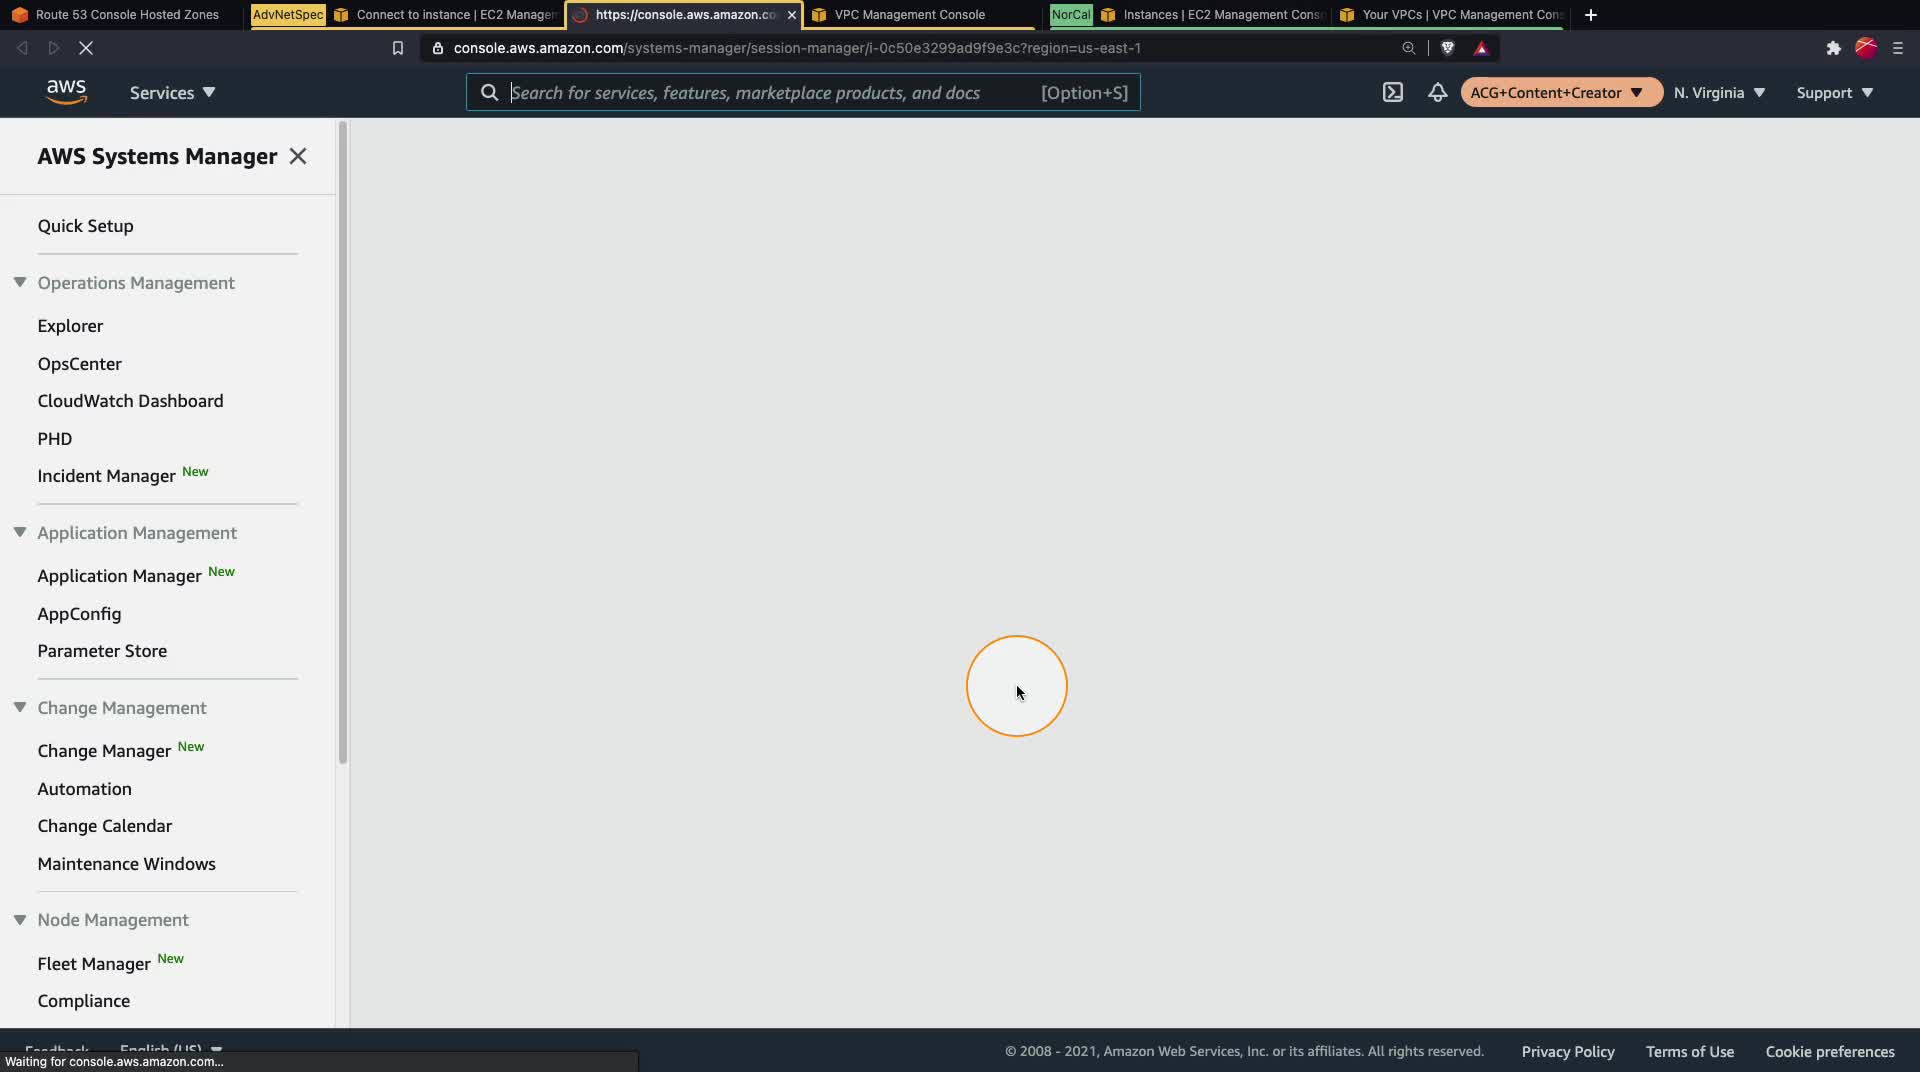 Route 53 Console Hosted Zones
AdvNetSpec
Connect to instance | EC2 Managem
https://console.aws.amazon.co
VPC Management Console
NorCal
Instances | EC2 Management Conso
Your VPCs | VPC Management Cons
console.aws.amazon.com/systems-manager/session-manager/i-0c50e3299ad9f9e3c?region=us-east-1
aws
Services
Search for services, features, marketplace products, and docs
[Option+S]
ACG+Content+Creator
N. Virginia
Support
AWS Systems Manager
Quick Setup
Operations Management
Explorer
OpsCenter
CloudWatch Dashboard
PHD
Incident Manager New
Application Management
Application Manager New
AppConfig
Parameter Store
Change Management
Change Manager New
Automation
Change Calendar
Maintenance Windows
Node Management
Fleet Manager New
Compliance
Feedback
English (US)
Waiting for console.aws.amazon.com...
© 2008 - 2021, Amazon Web Services, Inc. or its affiliates. All rights reserved.
Privacy Policy
Terms of Use
Cookie preferences